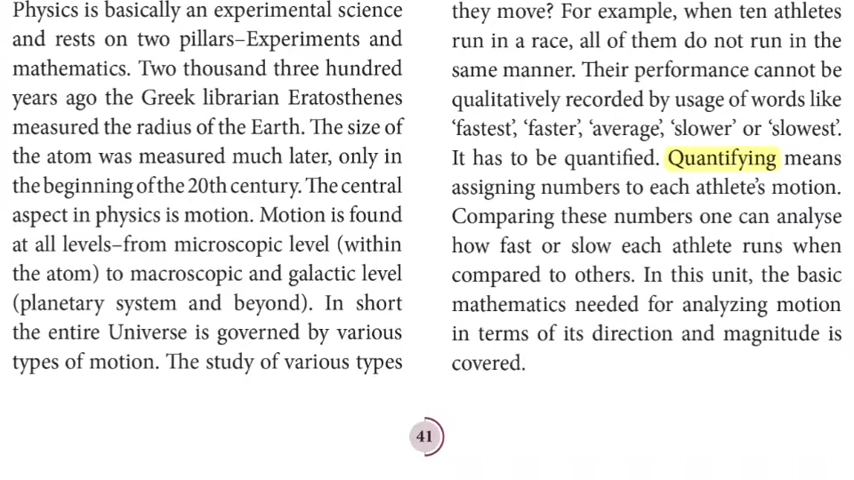 Physics is basically an experimental science
and rests on two pillars–Experiments and
mathematics. Two thousand three hundred
years ago the Greek librarian Eratosthenes
measured the radius of the Earth. The size of
the atom was measured much later, only in
the beginning of the 20th century. The central
aspect in physics is motion. Motion is found
at all levels–from microscopic level (within
the atom) to macroscopic and galactic level
(planetary system and beyond). In short
the entire Universe is governed by various
types of motion. The study of various types
they move? For example, when ten athletes
run in a race, all of them do not run in the
same manner. Their performance cannot be
qualitatively recorded by usage of words like
‘fastest’, ‘faster’, ‘average’, ‘slower’ or ‘slowest’.
It has to be quantified. Quantifying means
assigning numbers to each athlete’s motion.
Comparing these numbers one can analyse
how fast or slow each athlete runs when
compared to others. In this unit, the basic
mathematics needed for analyzing motion
in terms of its direction and magnitude is
covered.
41